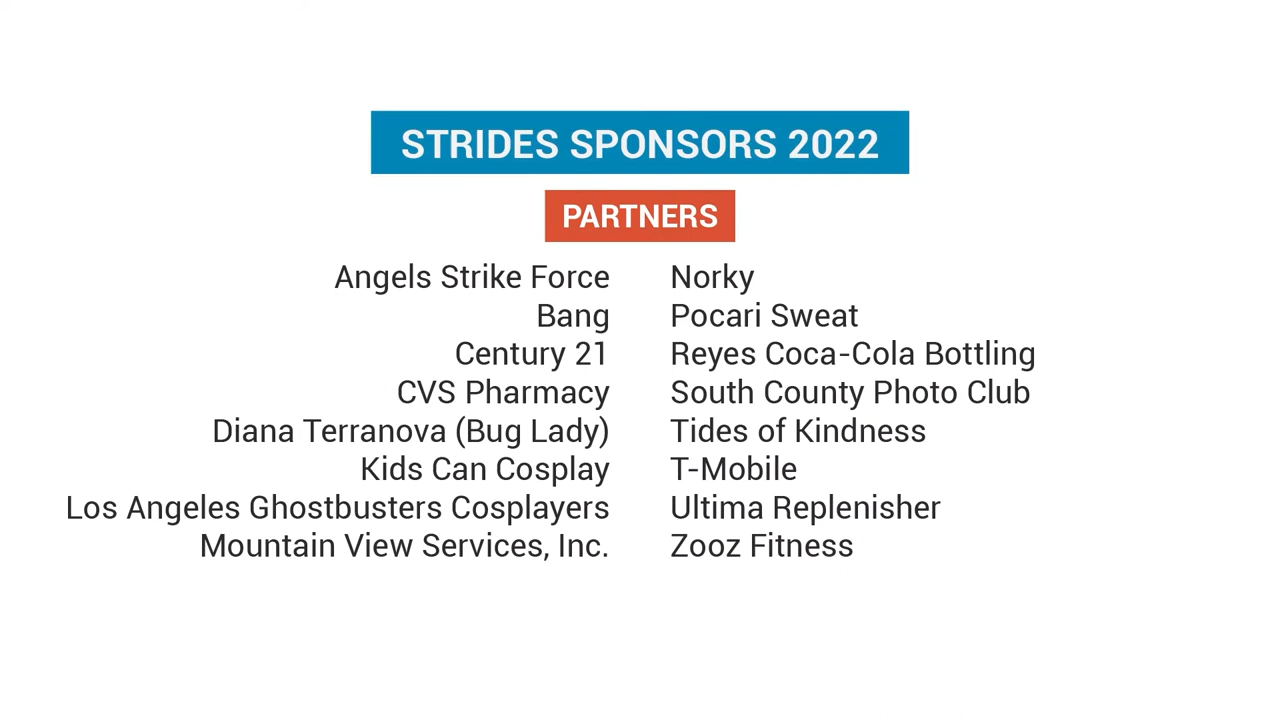 STRIDES SPONSORS 2022
PARTNERS
Angels Strike Force
Bang
Century 21
CVS Pharmacy
Diana Terranova (Bug Lady)
Kids Can Cosplay
Los Angeles Ghostbusters Cosplayers
Mountain View Services, Inc.
Norky
Pocari Sweat
Reyes Coca-Cola Bottling
South County Photo Club
Tides of Kindness
T-Mobile
Ultima Replenisher
Zooz Fitness